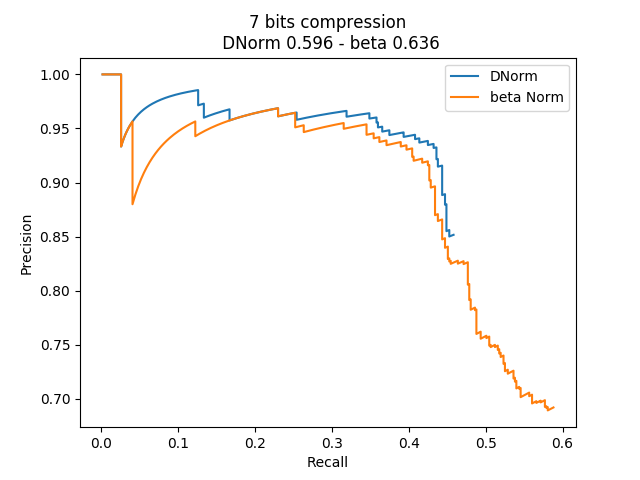 7 bits compression
DNorm 0.596 - beta 0.636
DNorm
beta Norm
1.00
0.95
0.90
0.85
0.80
0.75
0.70
Precision
0.0 0.1 0.2 0.3 0.4 0.5 0.6
Recall